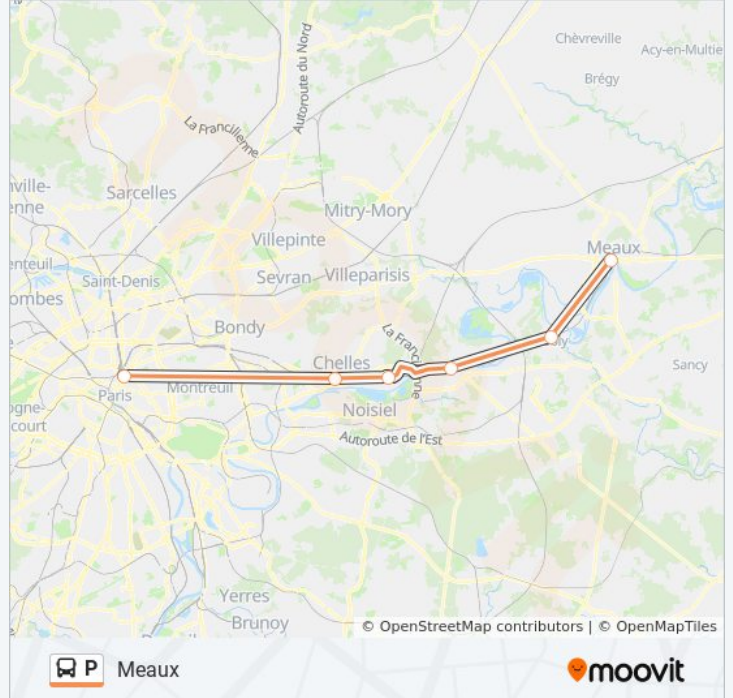 Chèvreville
Acy-en-Multie
Brégy
Autoroute du Nord
La Francilienne
nville-
enne
Sarcelles
Mitry-Mory
Villepinte
Meaux
enteuil
Saint-Denis
Sevran
Villeparisis
ombes
Bondy
La Fran
enne
Chelles
Sancy
Paris
Montreuil
Noisiel
ogne-
court
Autoroute de l'Est
Yerres
Brunoy
© OpenStreetMap contributors | © OpenMapTiles
P Meaux
moovit